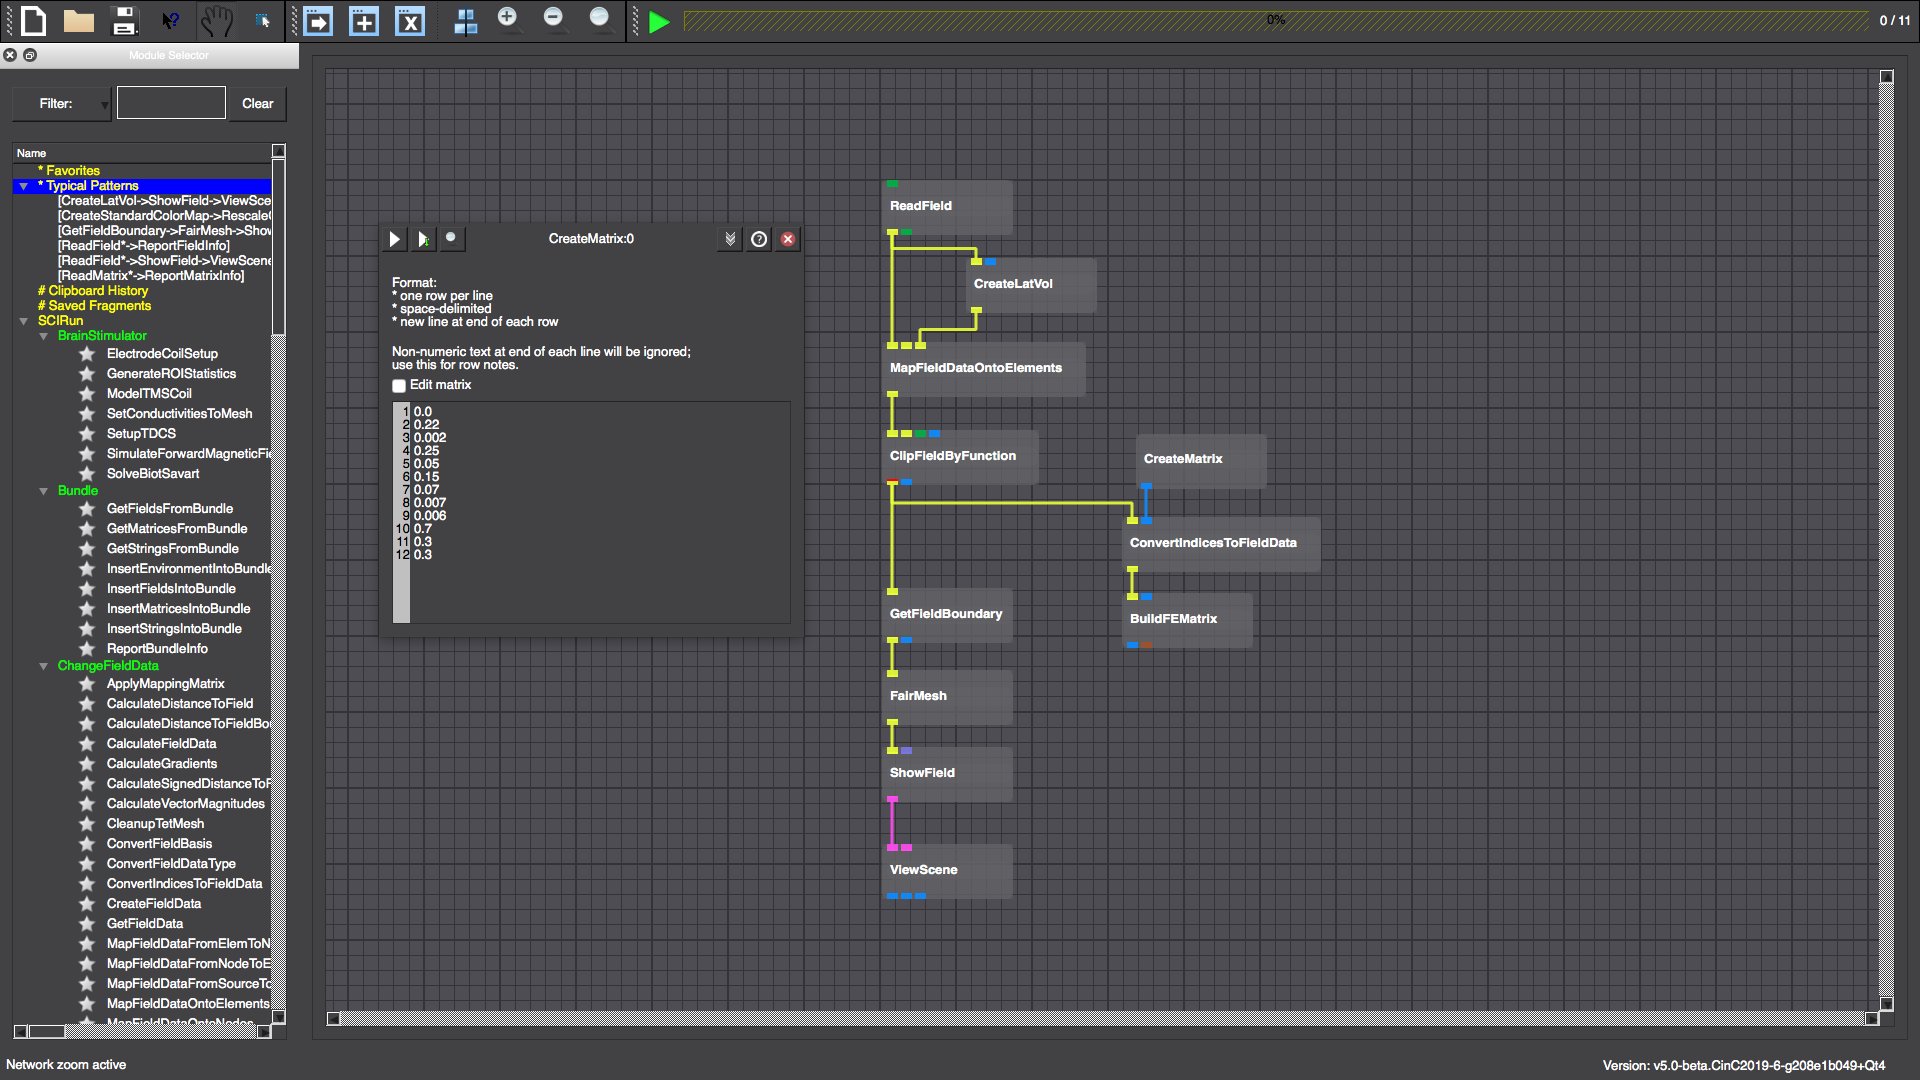 0%
0 / 11
Module Selector
Filter:
Clear
Name
* Favorites
* Typical Patterns
[CreateLatVol->ShowField->ViewSce
[CreateStandardColorMap->Rescale
[GetFieldBoundary->FairMesh->Show
[ReadField*->ReportFieldInfo]
[ReadField*->ShowField->ViewScene
[ReadMatrix*->ReportMatrixInfo]
# Clipboard History
# Saved Fragments
SCIRun
BrainStimulator
ElectrodeCoilSetup
GenerateROIStatistics
ModelTMSCoil
SetConductivitiesToMesh
SetupTDCS
SimulateForwardMagneticFie
SolveBiotSavart
Bundle
GetFieldsFromBundle
GetMatricesFromBundle
GetStringsFromBundle
InsertEnvironmentIntoBundle
InsertFieldsIntoBundle
InsertMatricesIntoBundle
InsertStringsIntoBundle
ReportBundleInfo
ChangeFieldData
ApplyMappingMatrix
CalculateDistanceToField
CalculateDistanceToFieldBou
CalculateFieldData
CalculateGradients
CalculateSignedDistanceToF
CalculateVectorMagnitudes
CleanupTetMesh
ConvertFieldBasis
ConvertFieldDataType
ConvertIndicesToFieldData
CreateFieldData
GetFieldData
MapFieldDataFromElemToN
MapFieldDataFromNodeToE
MapFieldDataFromSourceTo
MapFieldDataOntoElements
MapFieldDataOntoNodes
CreateMatrix:0
Format:
* one row per line
* space-delimited
* new line at end of each row
Non-numeric text at end of each line will be ignored;
use this for row notes.
Edit matrix
1 0.0
2 0.22
3 0.002
4 0.25
5 0.05
6 0.15
7 0.07
8 0.007
9 0.006
10 0.7
11 0.3
12 0.3
ReadField
CreateLatVol
MapFieldDataOntoElements
ClipFieldByFunction
CreateMatrix
ConvertIndicesToFieldData
GetFieldBoundary
BuildFEMatrix
FairMesh
ShowField
ViewScene
Network zoom active
Version: v5.0-beta.CinC2019-6-g208e1b049+Qt4